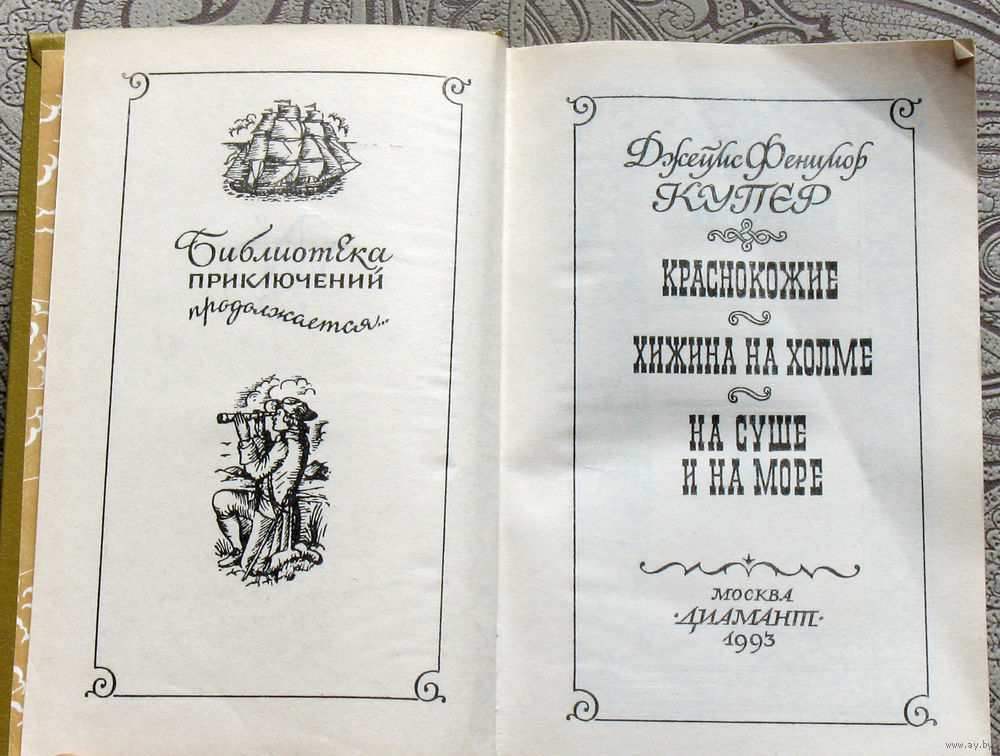 Библиотека
ПРИКЛЮЧЕНИЙ
продолжается...
Джеймс Фенимор
КУПЕР
КРАСНОКОЖИЕ
ХИЖИНА НА ХОЛМЕ
НА СУШЕ
И НА МОРЕ
МОСКВА
·ДИАМАНТ·
1993
www.ay.by